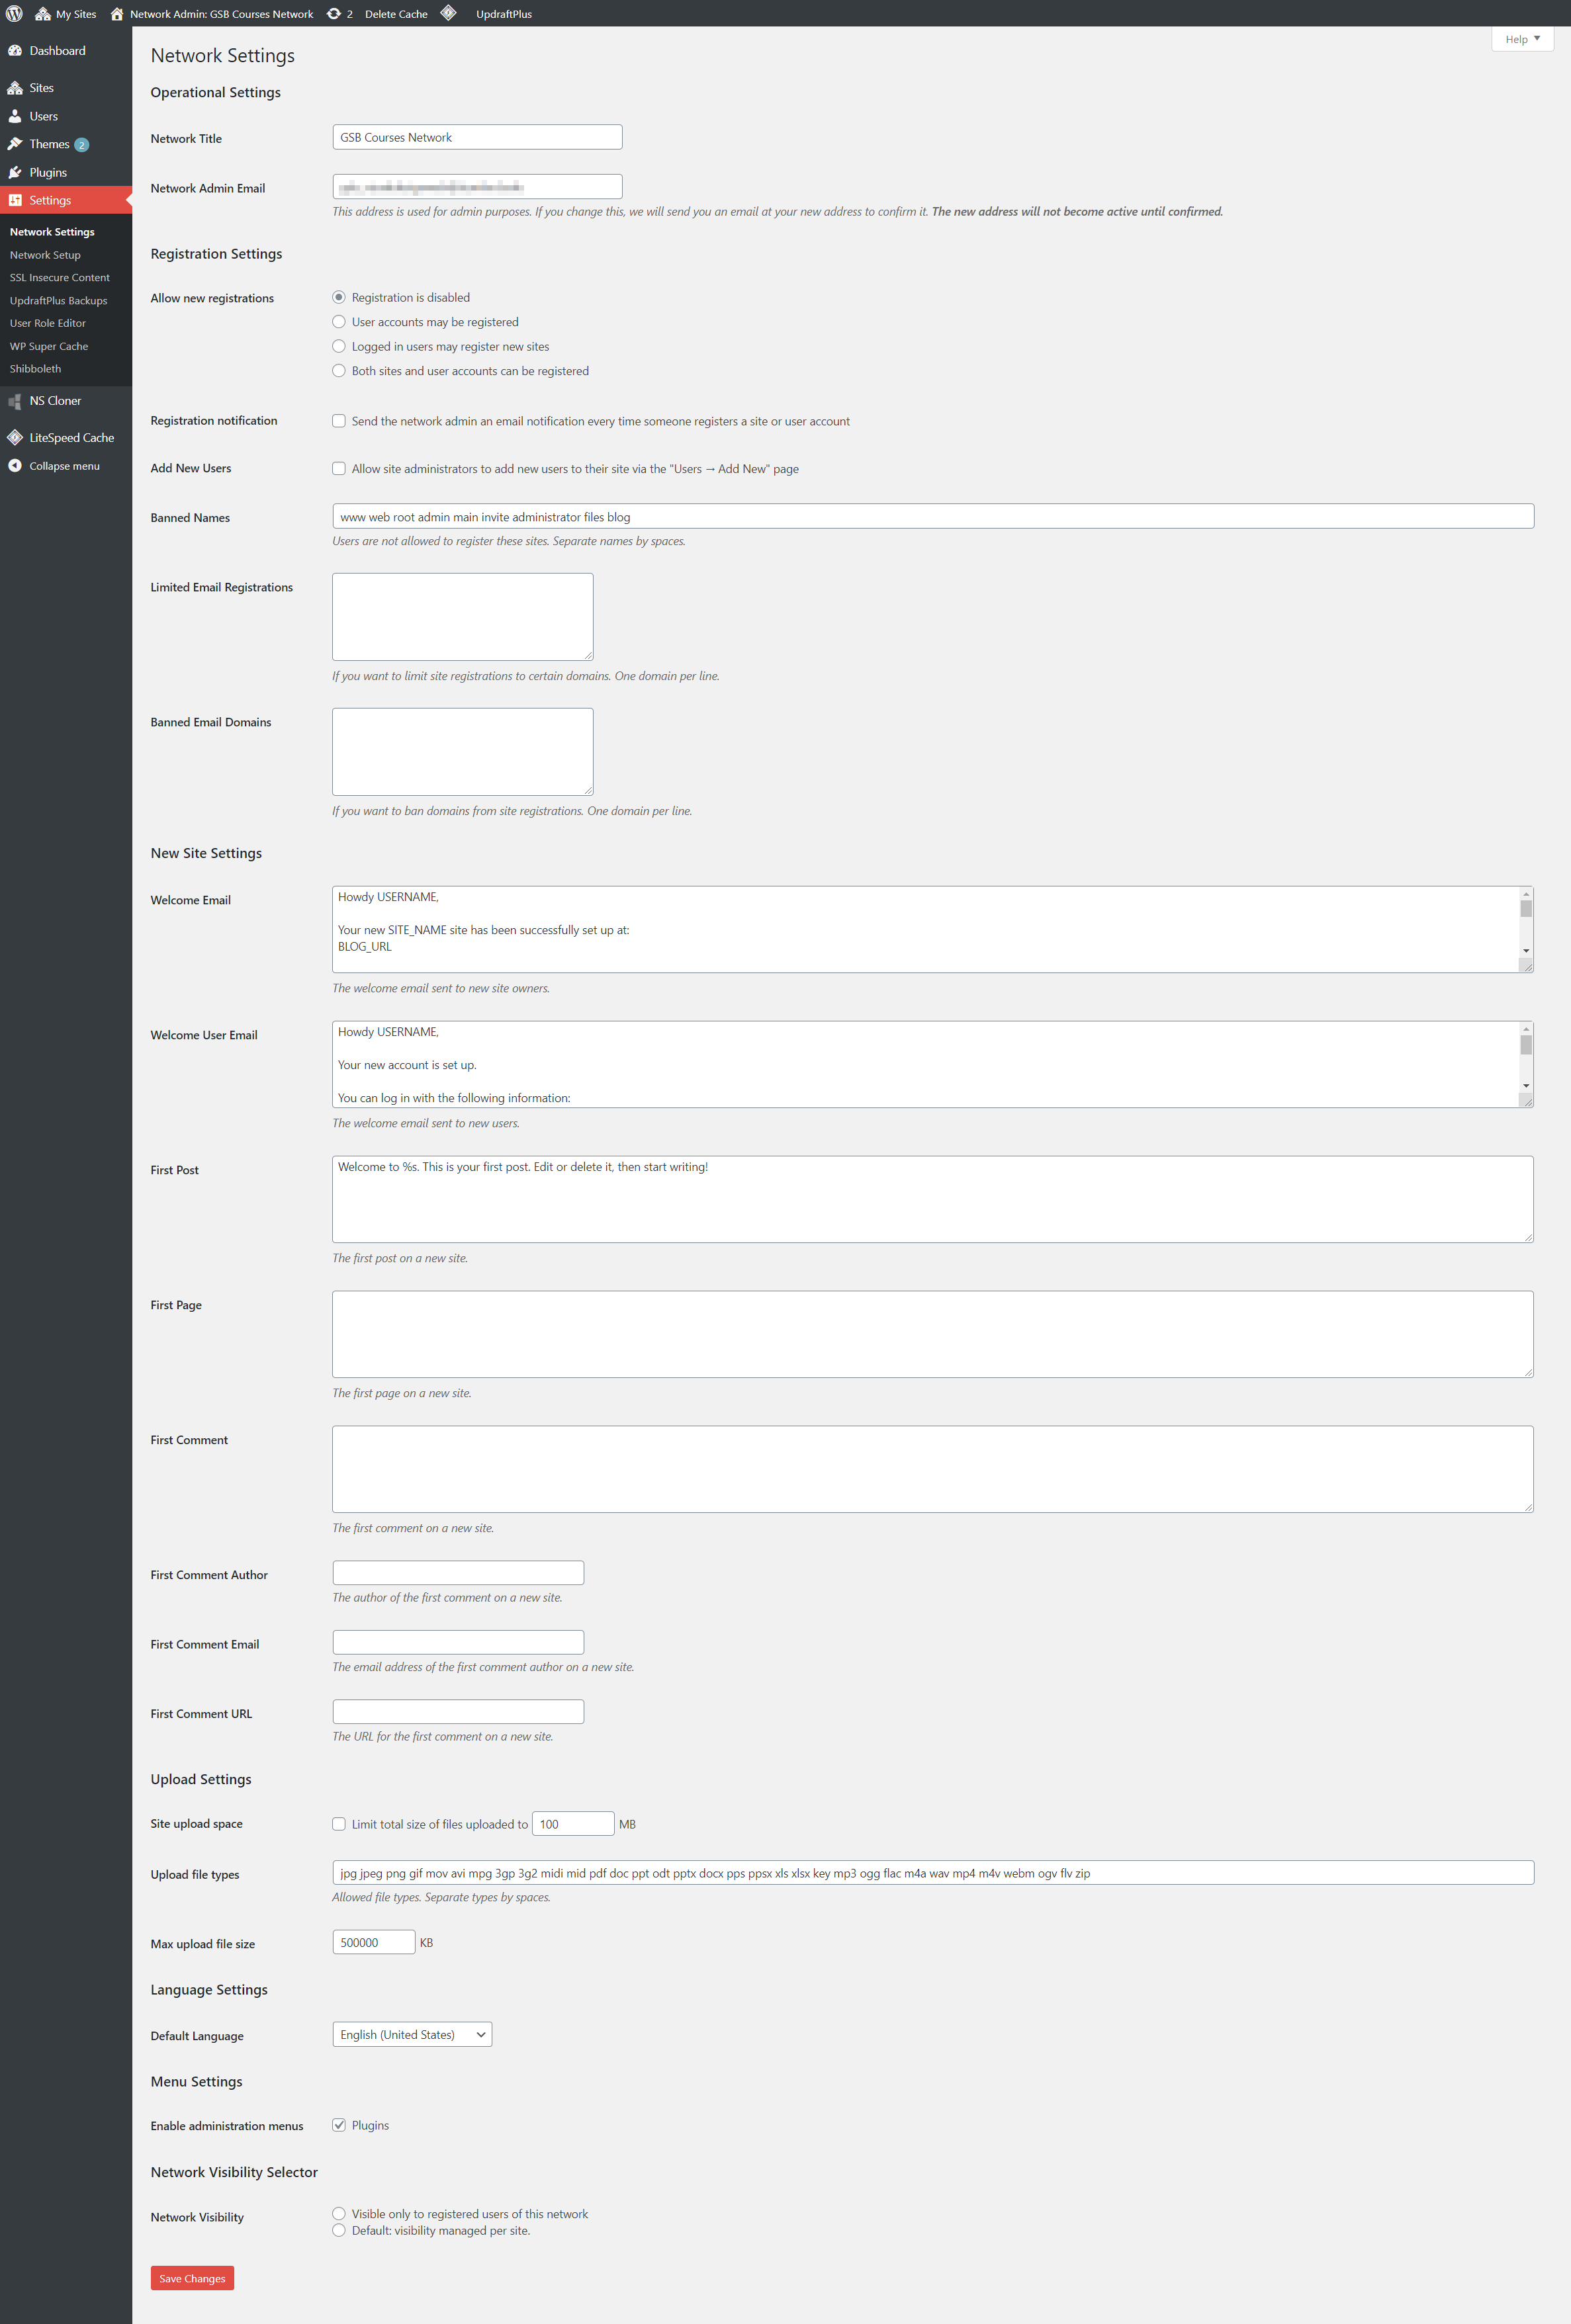 My Sites
Network Admin: GSB Courses Network
2
Delete Cache
UpdraftPlus
Dashboard
Sites
Users
Themes 2
Plugins
Settings
Network Settings
Network Setup
SSL Insecure Content
UpdraftPlus Backups
User Role Editor
WP Super Cache
Shibboleth
NS Cloner
LiteSpeed Cache
Collapse menu
Help
Network Settings
Operational Settings
Network Title
GSB Courses Network
Network Admin Email
This address is used for admin purposes. If you change this, we will send you an email at your new address to confirm it. The new address will not become active until confirmed.
Registration Settings
Allow new registrations
Registration is disabled
User accounts may be registered
Logged in users may register new sites
Both sites and user accounts can be registered
Registration notification
Send the network admin an email notification every time someone registers a site or user account
Add New Users
Allow site administrators to add new users to their site via the "Users → Add New" page
Banned Names
www web root admin main invite administrator files blog
Users are not allowed to register these sites. Separate names by spaces.
Limited Email Registrations
If you want to limit site registrations to certain domains. One domain per line.
Banned Email Domains
If you want to ban domains from site registrations. One domain per line.
New Site Settings
Welcome Email
Howdy USERNAME,
Your new SITE_NAME site has been successfully set up at:
BLOG_URL
The welcome email sent to new site owners.
Welcome User Email
Howdy USERNAME,
Your new account is set up.
You can log in with the following information:
The welcome email sent to new users.
First Post
Welcome to %s. This is your first post. Edit or delete it, then start writing!
The first post on a new site.
First Page
The first page on a new site.
First Comment
The first comment on a new site.
First Comment Author
The author of the first comment on a new site.
First Comment Email
The email address of the first comment author on a new site.
First Comment URL
The URL for the first comment on a new site.
Upload Settings
Site upload space
Limit total size of files uploaded to 100 MB
Upload file types
jpg jpeg png gif mov avi mpg 3gp 3g2 midi mid pdf doc ppt odt pptx docx pps ppsx xls xlsx key mp3 ogg flac m4a wav mp4 m4v webm ogv flv zip
Allowed file types. Separate types by spaces.
Max upload file size
500000 KB
Language Settings
Default Language
English (United States)
Menu Settings
Enable administration menus
Plugins
Network Visibility Selector
Network Visibility
Visible only to registered users of this network
Default: visibility managed per site.
Save Changes